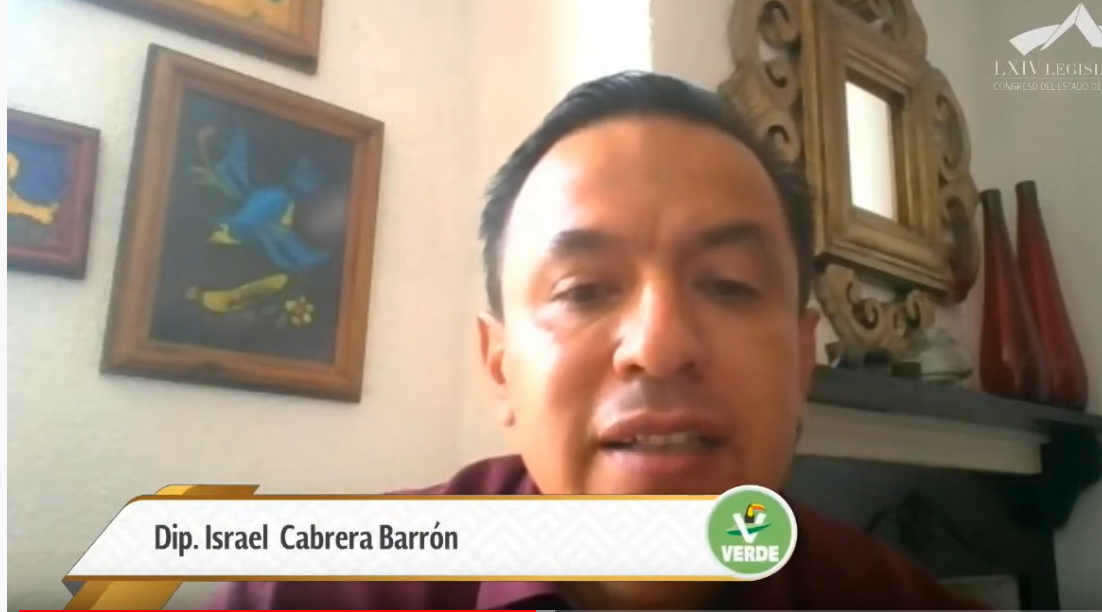 LXIV LEGISL
CONGRESO DEL ESTADO DE
Dip. Israel Cabrera Barrón
VERDE